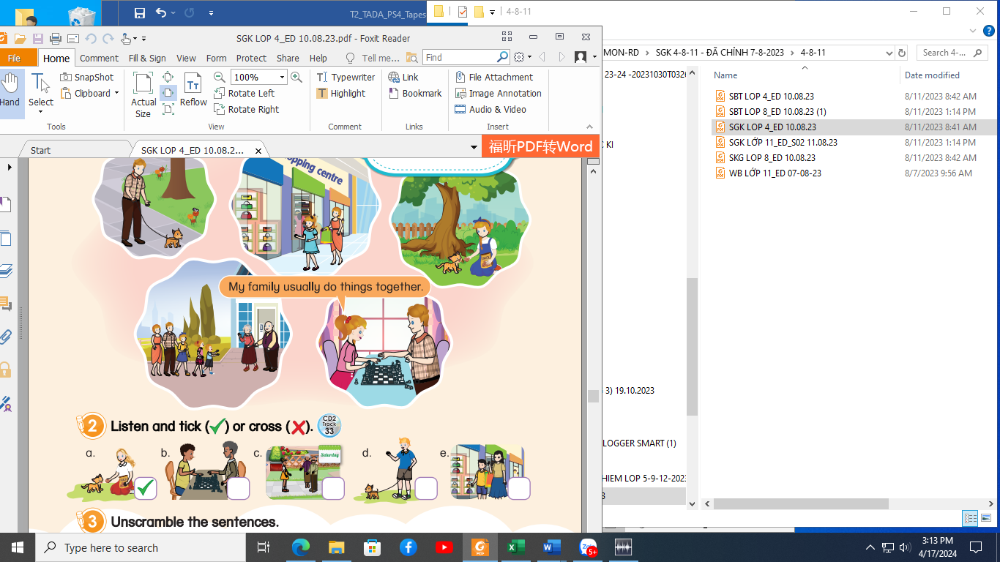 T2_TADA_PS4_Tapes
4-8-11
SGK LOP 4_ED 10.08.23.pdf - Foxit Reader
File
Home
Comment
Fill & Sign
View
Form
Protect
Share
Help
Tell me...
Find
Hand
Select
SnapShot
Clipboard
Actual
Size
Reflow
100%
Rotate Left
Rotate Right
Typewriter
Highlight
Link
Bookmark
File Attachment
Image Annotation
Audio & Video
Tools
View
Comment
Links
Insert
Start
SGK LOP 4_ED 10.08.2...
福昕PDF转Word
pping centre
My family usually do things together.
2 Listen and tick (✓) or cross (✗).
CD2
Track
33
a.
b.
c.
Saturday
d.
e.
3 Unscramble the sentences.
MON-RD > SGK 4-8-11 - ĐÃ CHỈNH 7-8-2023 > 4-8-11
Search 4-...
23-24 -20231030T0326
C KI
3) 19.10.2023
LOGGER SMART (1)
HIEM LOP 5-9-12-2023
3
Name
Date modified
SBT LOP 4_ED 10.08.23 8/11/2023 8:42 AM
SBT LOP 8_ED 10.08.23 (1) 8/11/2023 1:14 PM
SGK LOP 4_ED 10.08.23 8/11/2023 8:41 AM
SGK LỚP 11_ED_S02 11.08.23 8/11/2023 1:14 PM
SKG LOP 8_ED 10.08.23 8/11/2023 8:42 AM
WB LỚP 11_ED 07-08-23 8/7/2023 9:56 AM
Type here to search
5+
3:13 PM
4/17/2024